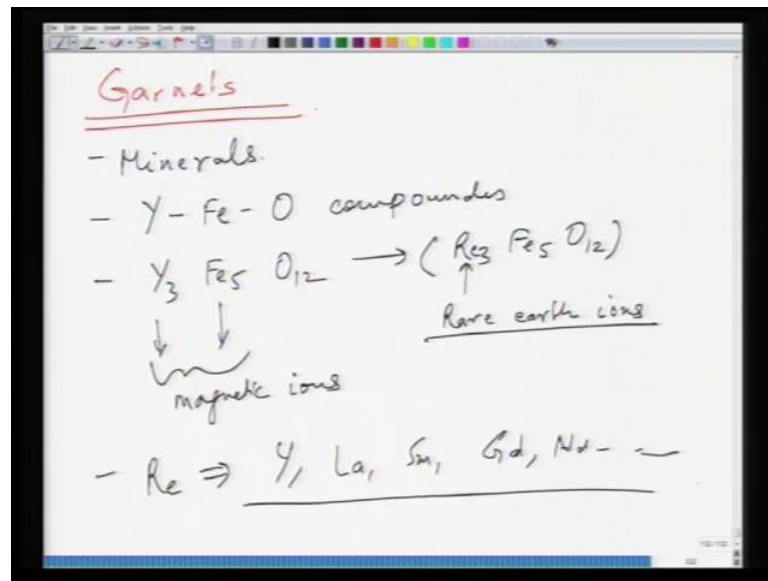 Garnets
- Minerals.
- Y-Fe-O compoundes
- Y3 Fe5 O12 → (Re3 Fe5 O12)
Rare earth ions
magnetic ions
- Re ⇒ Y, La, Sm, Gd, Nd - -